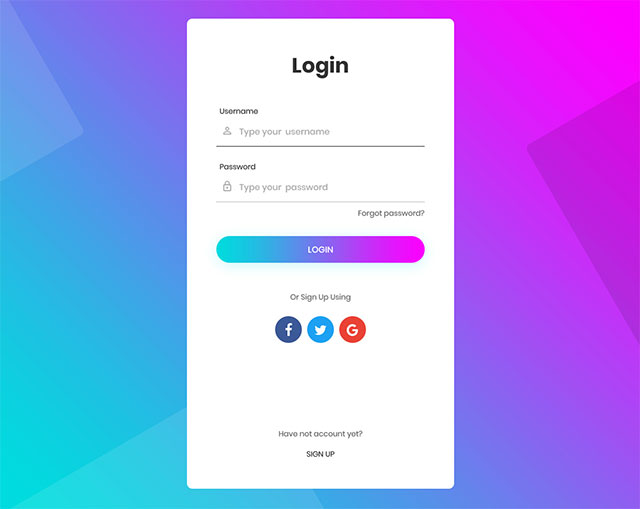 Login
Username
Type your username
Password
Type your password
Forgot password?
LOGIN
Or Sign Up Using
Have not account yet?
SIGN UP